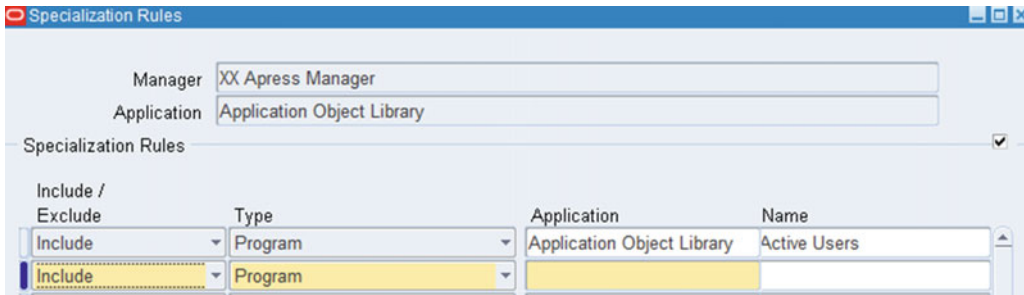 Specialization Rules
Manager XX Apress Manager
Application Application Object Library
Specialization Rules
Include /
Exclude Type Application Name
Include Program Application Object Library Active Users
Include Program